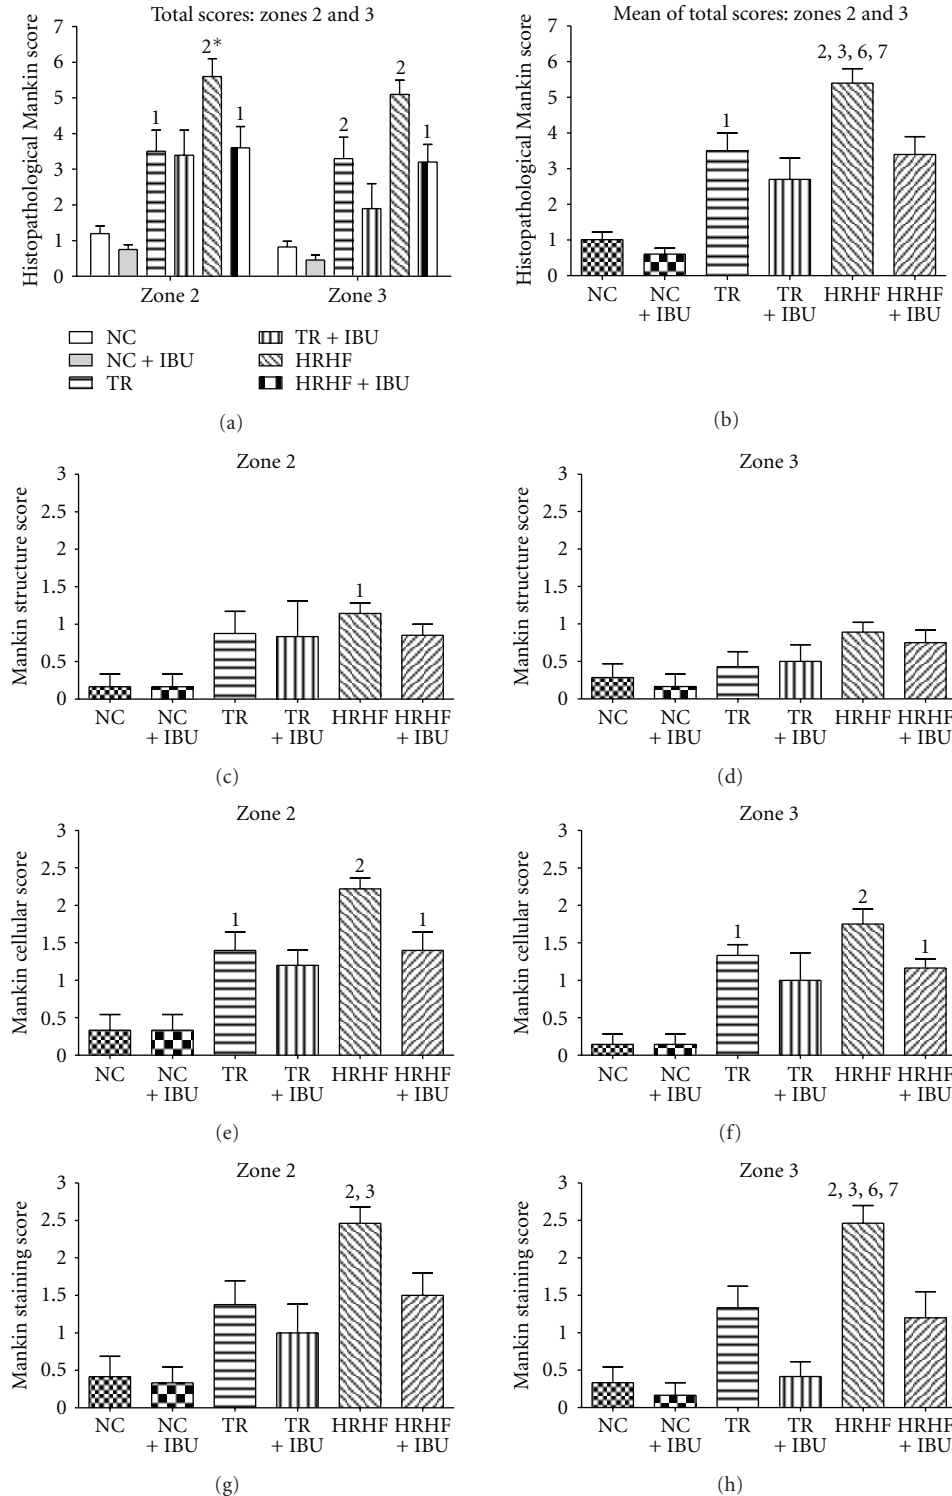 Total scores: zones 2 and 3
Histopathological Mankin score
7
6
5
4
3
2
1
0
1
2*
1
2
2
1
Zone 2
Zone 3
NC
NC + IBU
TR
TR + IBU
HRHF
HRHF + IBU
(a)
Mean of total scores: zones 2 and 3
Histopathological Mankin score
7
6
5
4
3
2
1
0
1
2, 3, 6, 7
NC
NC + IBU
TR
TR + IBU
HRHF
HRHF + IBU
(b)
Zone 2
Mankin structure score
3
2.5
2
1.5
1
0.5
0
1
NC
NC + IBU
TR
TR + IBU
HRHF
HRHF + IBU
(c)
Zone 3
Mankin structure score
3
2.5
2
1.5
1
0.5
0
NC
NC + IBU
TR
TR + IBU
HRHF
HRHF + IBU
(d)
Zone 2
Mankin cellular score
3
2.5
2
1.5
1
0.5
0
1
2
1
NC
NC + IBU
TR
TR + IBU
HRHF
HRHF + IBU
(e)
Zone 3
Mankin cellular score
3
2.5
2
1.5
1
0.5
0
1
2
1
NC
NC + IBU
TR
TR + IBU
HRHF
HRHF + IBU
(f)
Zone 2
Mankin staining score
3
2.5
2
1.5
1
0.5
0
2, 3
NC
NC + IBU
TR
TR + IBU
HRHF
HRHF + IBU
(g)
Zone 3
Mankin staining score
3
2.5
2
1.5
1
0.5
0
2, 3, 6, 7
NC
NC + IBU
TR
TR + IBU
HRHF
HRHF + IBU
(h)